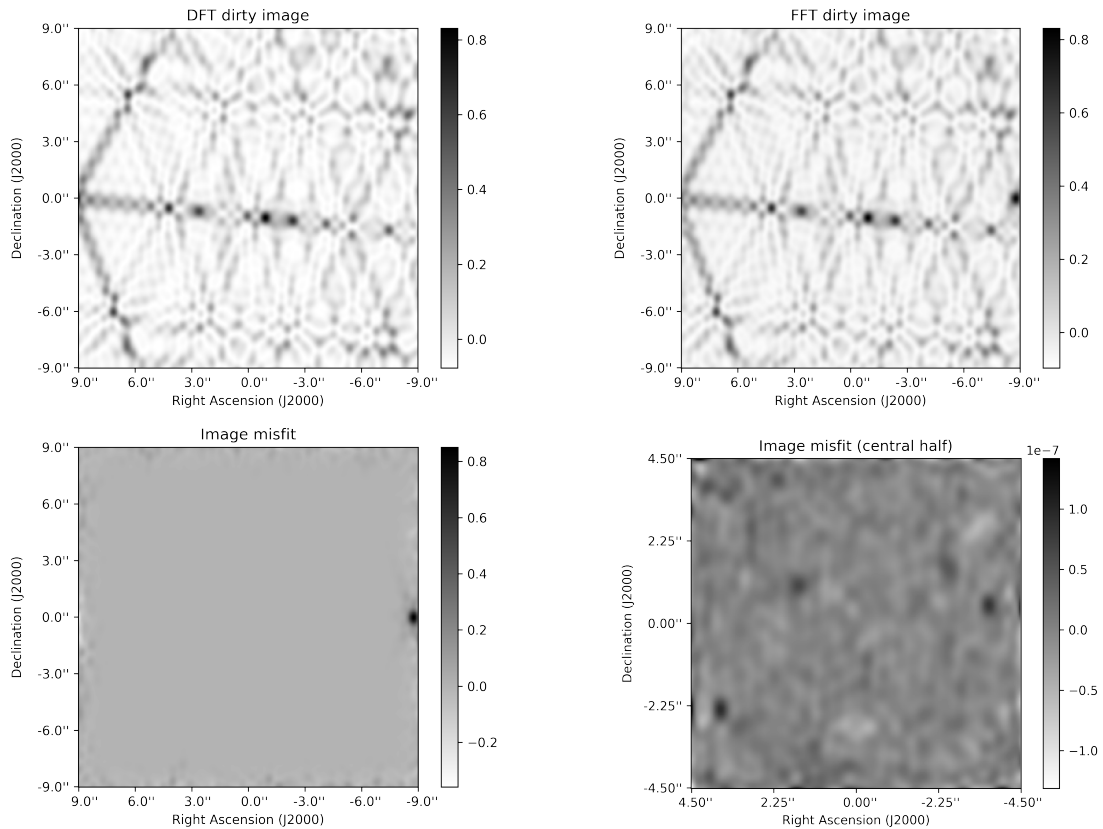 DFT dirty image
FFT dirty image
9.0''
6.0''
3.0''
0.0''
-3.0''
-6.0''
-9.0''
9.0'' 6.0'' 3.0'' 0.0'' -3.0'' -6.0'' -9.0''
Right Ascension (J2000)
Declination (J2000)
0.8
0.6
0.4
0.2
0.0
9.0''
6.0''
3.0''
0.0''
-3.0''
-6.0''
-9.0''
9.0'' 6.0'' 3.0'' 0.0'' -3.0'' -6.0'' -9.0''
Right Ascension (J2000)
Declination (J2000)
0.8
0.6
0.4
0.2
0.0
Image misfit
9.0''
6.0''
3.0''
0.0''
-3.0''
-6.0''
-9.0''
9.0'' 6.0'' 3.0'' 0.0'' -3.0'' -6.0'' -9.0''
Right Ascension (J2000)
Declination (J2000)
0.8
0.6
0.4
0.2
0.0
−0.2
Image misfit (central half)
1e−7
4.50''
2.25''
0.00''
-2.25''
-4.50''
4.50'' 2.25'' 0.00'' -2.25'' -4.50''
Right Ascension (J2000)
Declination (J2000)
1.0
0.5
0.0
−0.5
−1.0